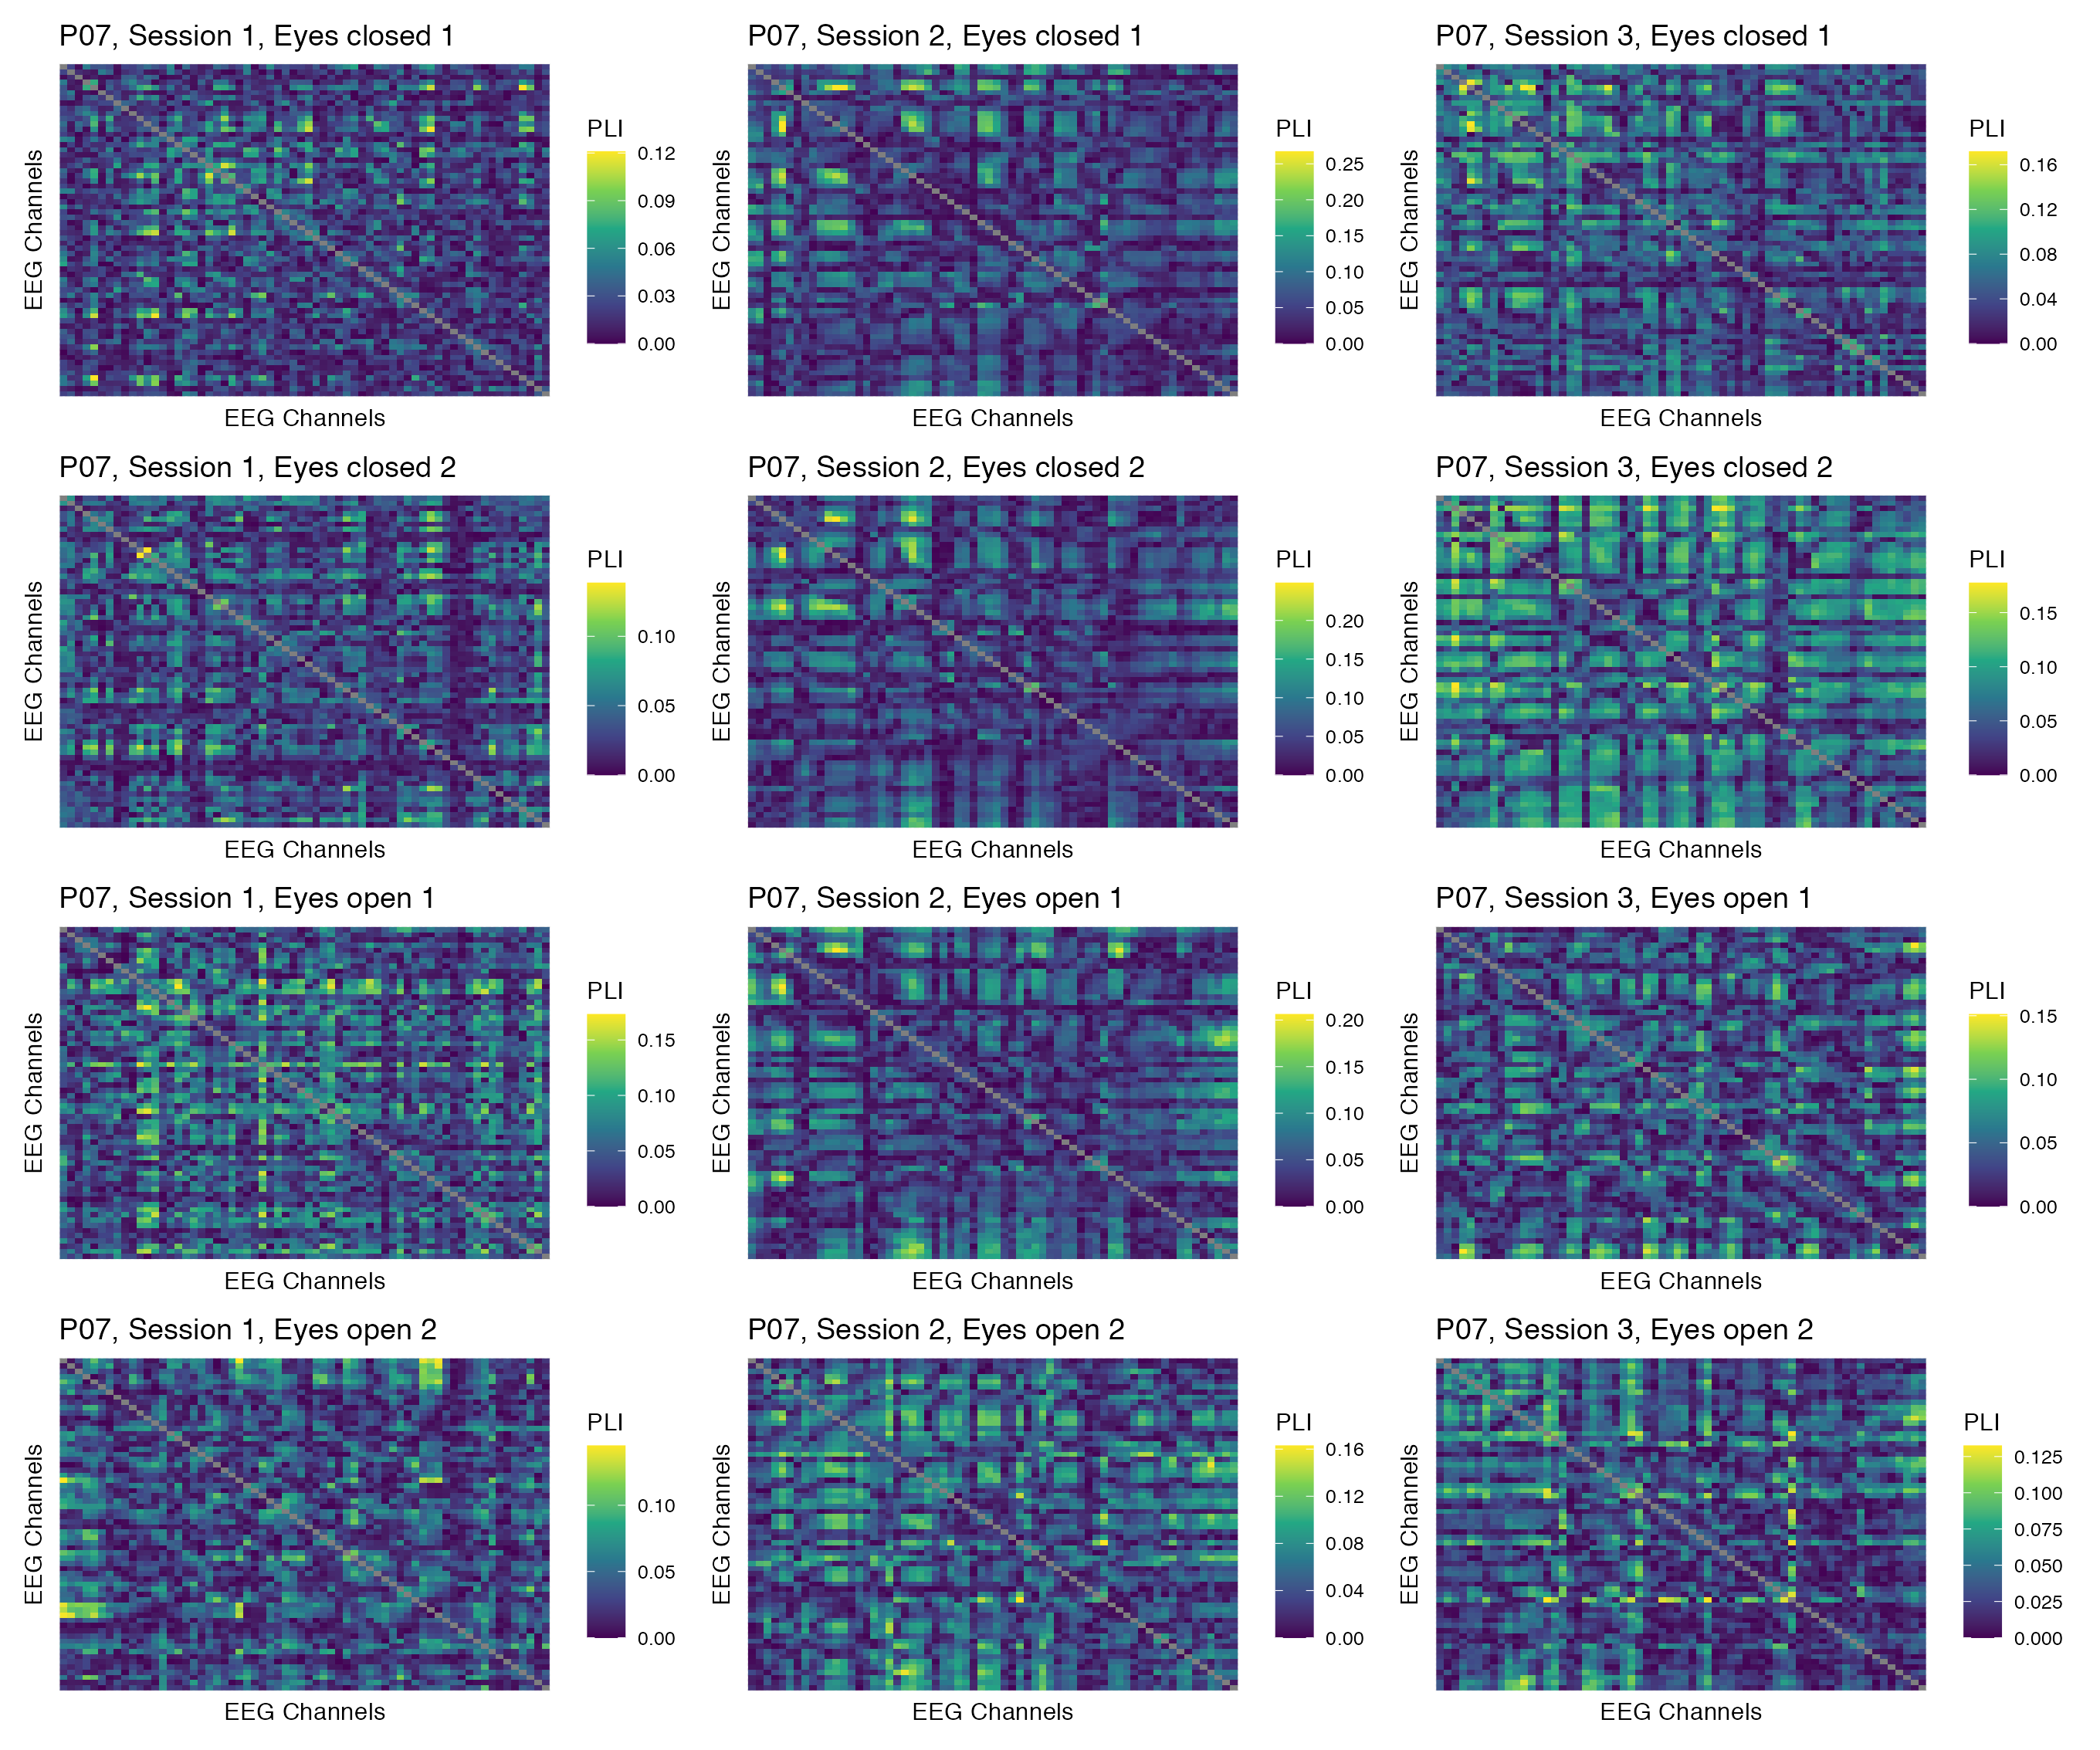 P07, Session 1, Eyes closed 1
EEG Channels
EEG Channels
PLI
0.12
0.09
0.06
0.03
0.00
P07, Session 2, Eyes closed 1
EEG Channels
EEG Channels
PLI
0.25
0.20
0.15
0.10
0.05
0.00
P07, Session 3, Eyes closed 1
EEG Channels
EEG Channels
PLI
0.16
0.12
0.08
0.04
0.00
P07, Session 1, Eyes closed 2
EEG Channels
EEG Channels
PLI
0.10
0.05
0.00
P07, Session 2, Eyes closed 2
EEG Channels
EEG Channels
PLI
0.20
0.15
0.10
0.05
0.00
P07, Session 3, Eyes closed 2
EEG Channels
EEG Channels
PLI
0.15
0.10
0.05
0.00
P07, Session 1, Eyes open 1
EEG Channels
EEG Channels
PLI
0.15
0.10
0.05
0.00
P07, Session 2, Eyes open 1
EEG Channels
EEG Channels
PLI
0.20
0.15
0.10
0.05
0.00
P07, Session 3, Eyes open 1
EEG Channels
EEG Channels
PLI
0.15
0.10
0.05
0.00
P07, Session 1, Eyes open 2
EEG Channels
EEG Channels
PLI
0.10
0.05
0.00
P07, Session 2, Eyes open 2
EEG Channels
EEG Channels
PLI
0.16
0.12
0.08
0.04
0.00
P07, Session 3, Eyes open 2
EEG Channels
EEG Channels
PLI
0.125
0.100
0.075
0.050
0.025
0.000